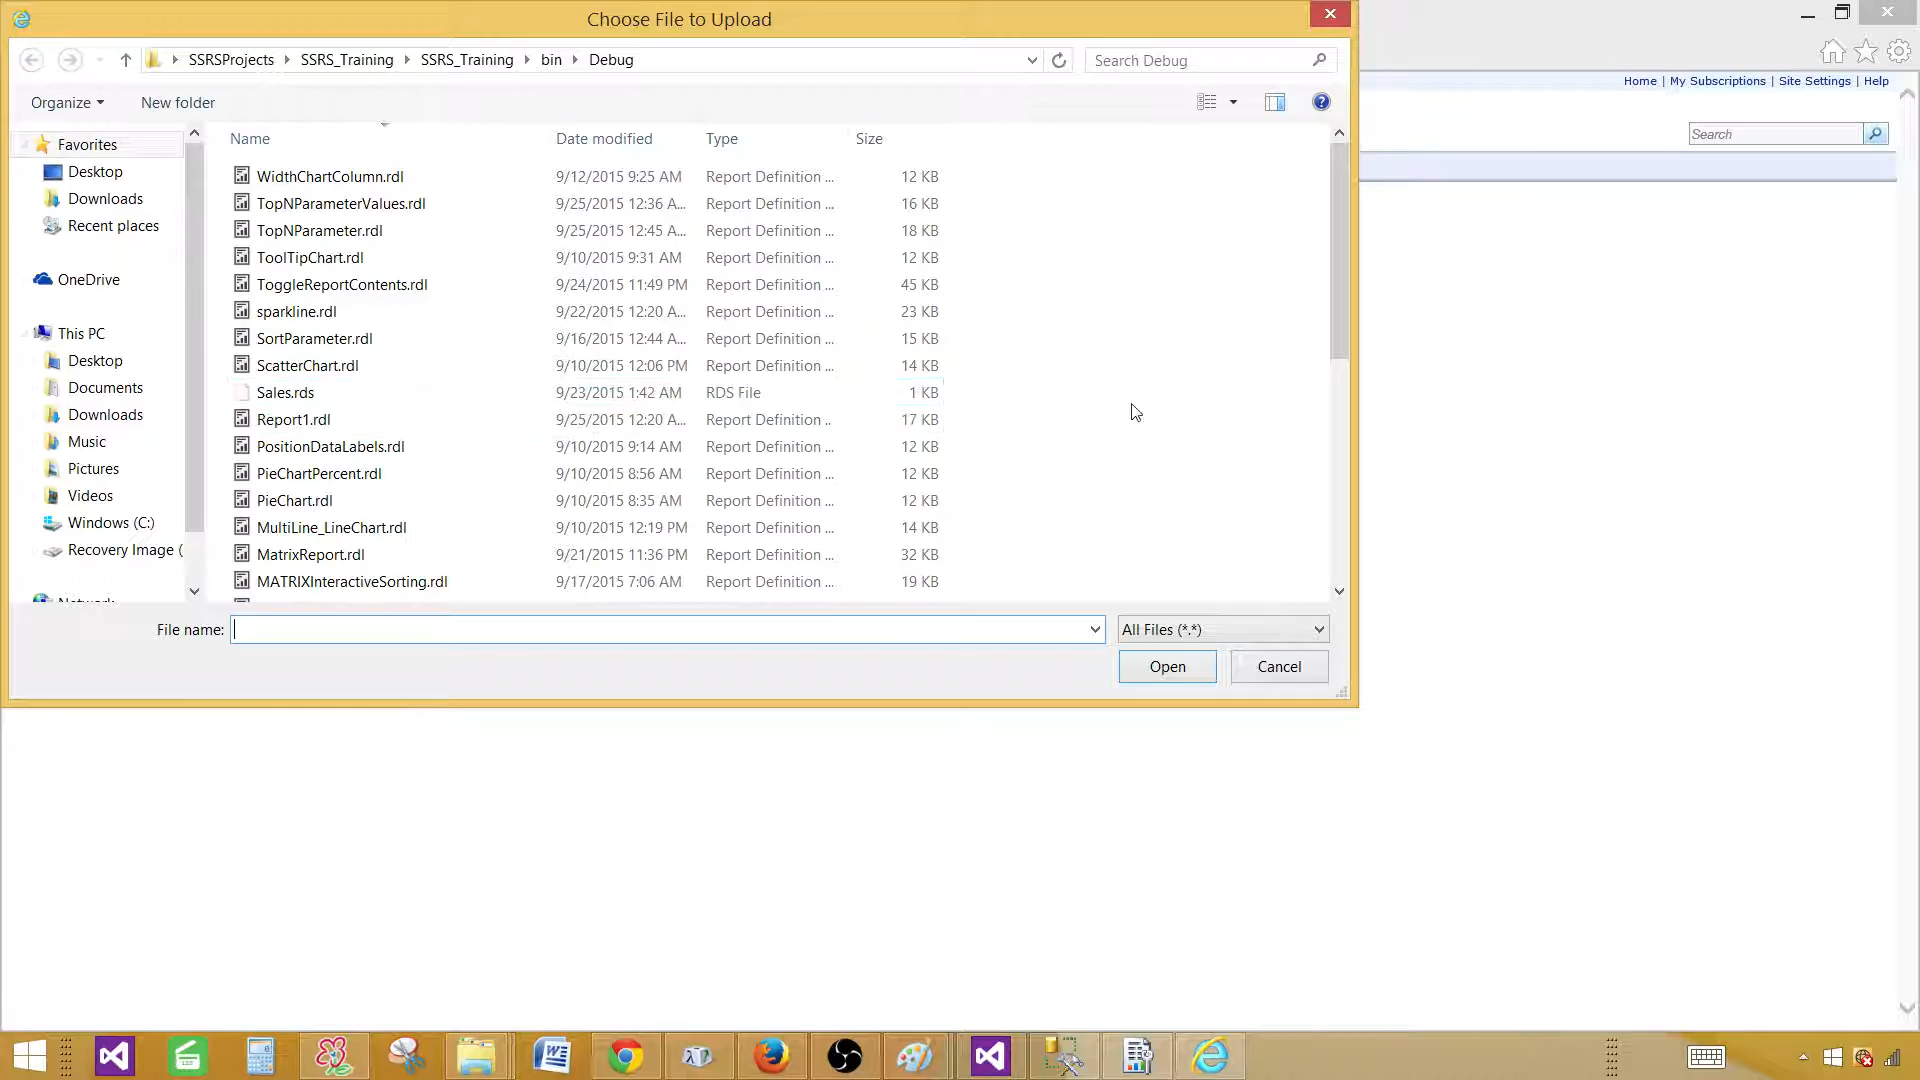 Choose File to Upload
SSRSProjects SSRS_Training SSRS_Training bin Debug
Search Debug
Home | My Subscriptions | Site Settings | Help
Organize New folder
Search
Name Date modified Type Size
Favorites
Desktop
Downloads
Recent places
OneDrive
This PC
Desktop
Documents
Downloads
Music
Pictures
Videos
Windows (C:)
Recovery Image (
WidthChartColumn.rdl 9/12/2015 9:25 AM Report Definition ... 12 KB
TopNParameterValues.rdl 9/25/2015 12:36 A... Report Definition ... 16 KB
TopNParameter.rdl 9/25/2015 12:45 A... Report Definition ... 18 KB
ToolTipChart.rdl 9/10/2015 9:31 AM Report Definition ... 12 KB
ToggleReportContents.rdl 9/24/2015 11:49 PM Report Definition ... 45 KB
sparkline.rdl 9/22/2015 12:20 A... Report Definition ... 23 KB
SortParameter.rdl 9/16/2015 12:44 A... Report Definition ... 15 KB
ScatterChart.rdl 9/10/2015 12:06 PM Report Definition ... 14 KB
Sales.rds 9/23/2015 1:42 AM RDS File 1 KB
Report1.rdl 9/25/2015 12:20 A... Report Definition .. 17 KB
PositionDataLabels.rdl 9/10/2015 9:14 AM Report Definition ... 12 KB
PieChartPercent.rdl 9/10/2015 8:56 AM Report Definition ... 12 KB
PieChart.rdl 9/10/2015 8:35 AM Report Definition ... 12 KB
MultiLine_LineChart.rdl 9/10/2015 12:19 PM Report Definition ... 14 KB
MatrixReport.rdl 9/21/2015 11:36 PM Report Definition ... 32 KB
MATRIXInteractiveSorting.rdl 9/17/2015 7:06 AM Report Definition ... 19 KB
File name: All Files (*.*)
Open Cancel